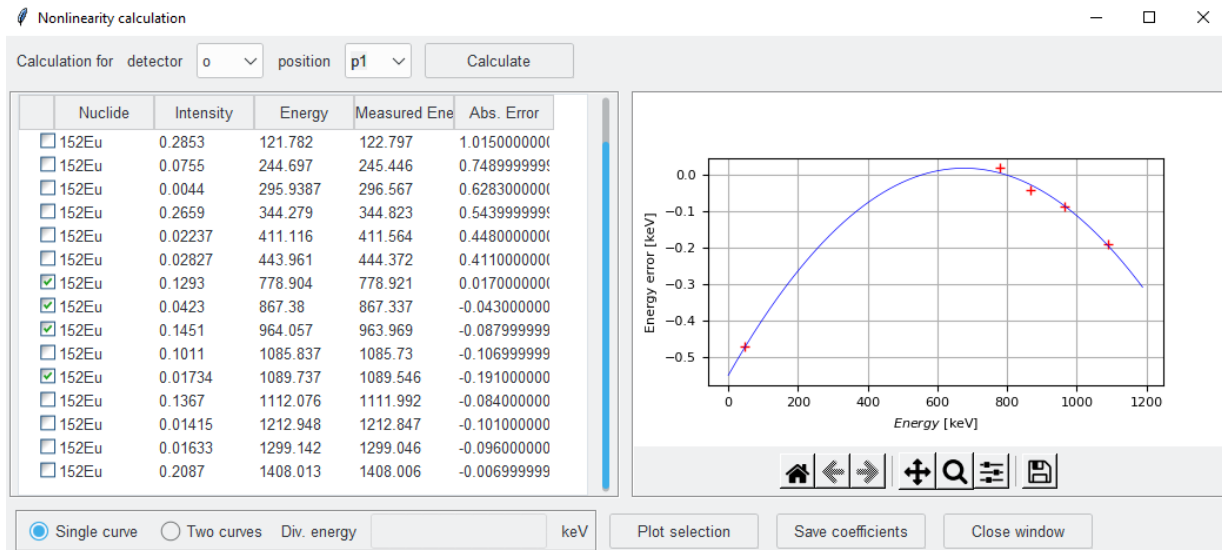 Nonlinearity calculation
Calculation for detector o position p1 Calculate
Nuclide Intensity Energy Measured Ene Abs. Error
152Eu 0.2853 121.782 122.797 1.0150000000(
152Eu 0.0755 244.697 245.446 0.7489999999
152Eu 0.0044 295.9387 296.567 0.628300000(
152Eu 0.2659 344.279 344.823 0.5439999999
152Eu 0.02237 411.116 411.564 0.448000000(
152Eu 0.02827 443.961 444.372 0.411000000(
152Eu 0.1293 778.904 778.921 0.017000000(
152Eu 0.0423 867.38 867.337 -0.043000000
152Eu 0.1451 964.057 963.969 -0.087999999
152Eu 0.1011 1085.837 1085.73 -0.106999999
152Eu 0.01734 1089.737 1089.546 -0.191000000
152Eu 0.1367 1112.076 1111.992 -0.084000000
152Eu 0.01415 1212.948 1212.847 -0.101000000
152Eu 0.01633 1299.142 1299.046 -0.096000000
152Eu 0.2087 1408.013 1408.006 -0.006999999
Energy error [keV]
0.0
−0.1
−0.2
−0.3
−0.4
−0.5
0 200 400 600 800 1000 1200
Energy [keV]
Single curve Two curves Div. energy keV Plot selection Save coefficients Close window